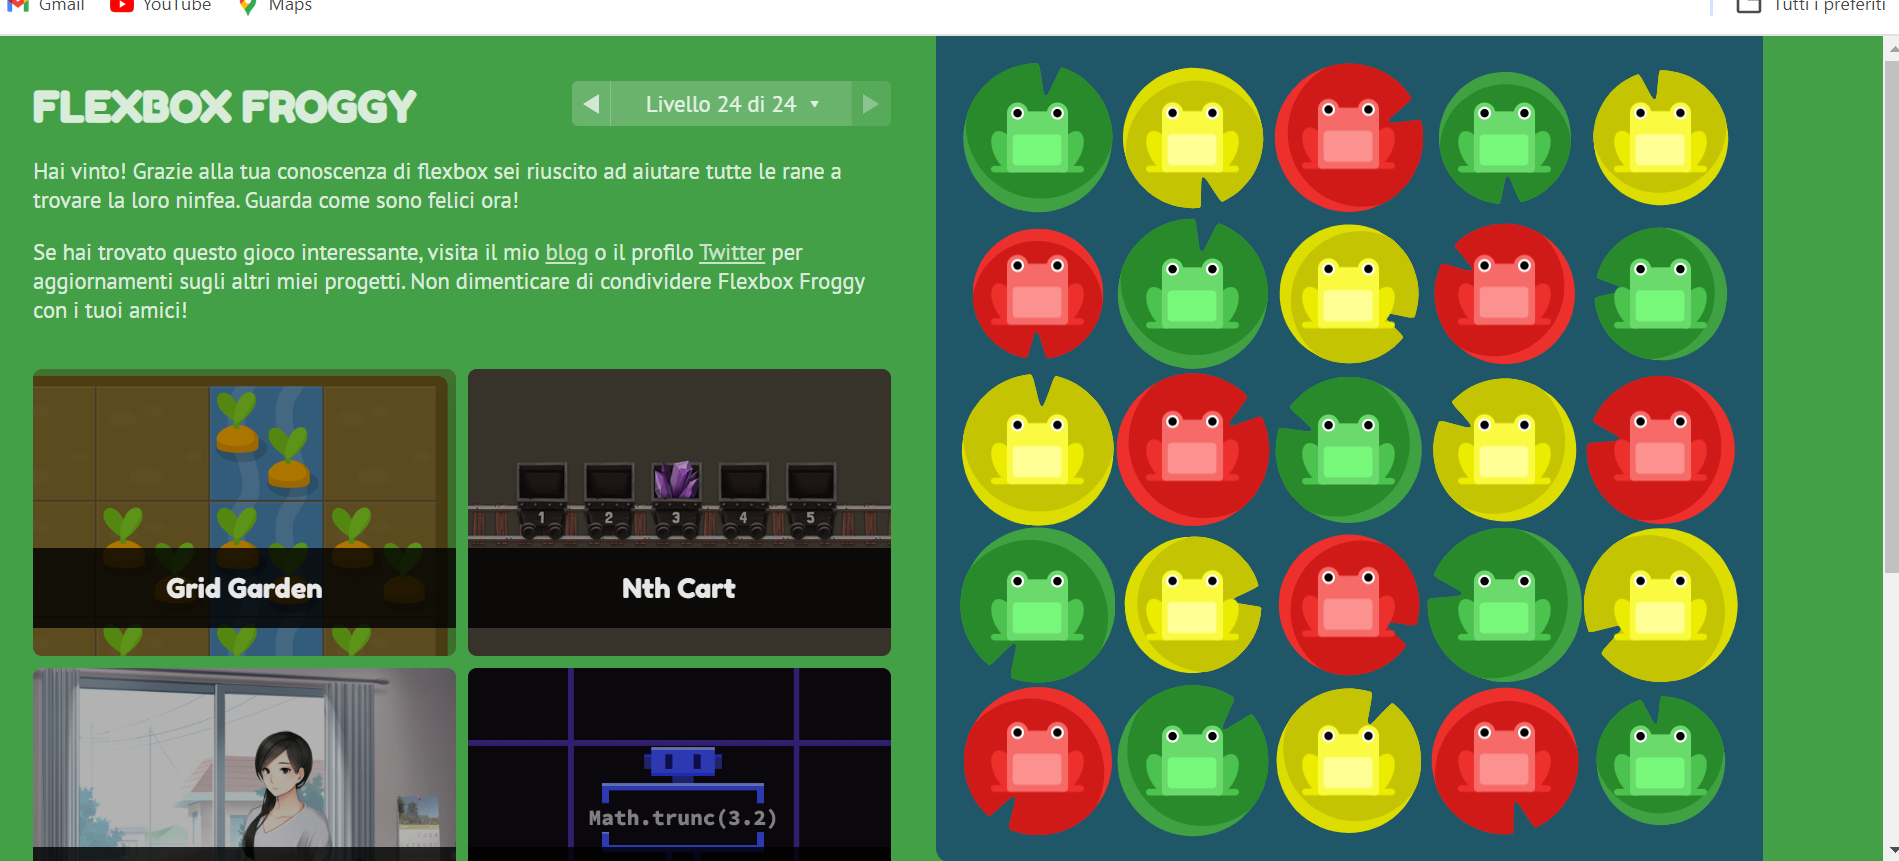 Gmail
YouTube
Maps
Tutti i preferiti
FLEXBOX FROGGY
Livello 24 di 24
Hai vinto! Grazie alla tua conoscenza di flexbox sei riuscito ad aiutare tutte le rane a
trovare la loro ninfea. Guarda come sono felici ora!
Se hai trovato questo gioco interessante, visita il mio blog o il profilo Twitter per
aggiornamenti sugli altri miei progetti. Non dimenticare di condividere Flexbox Froggy
con i tuoi amici!
1 2 3 4 5
Grid Garden
Nth Cart
Math.trunc(3.2)